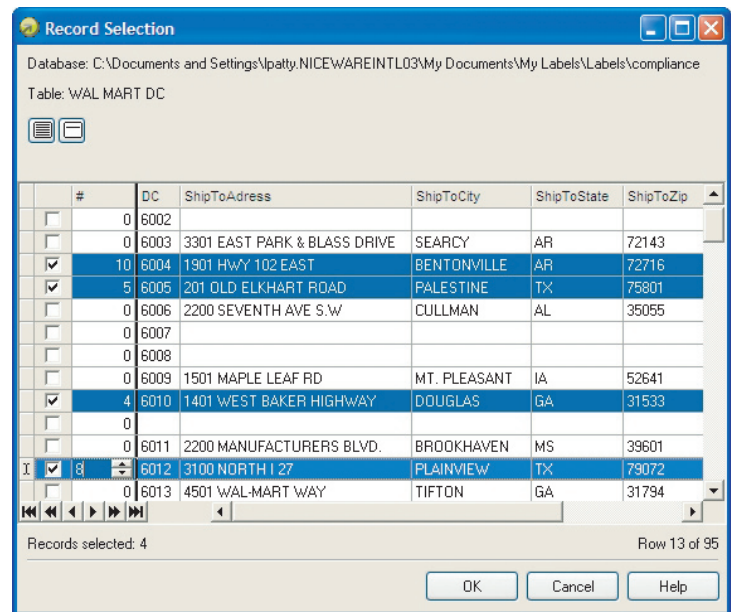 Record Selection
Database: C:\Documents and Settings\lpatty.NICEWAREINTL03\My Documents\My Labels\Labels\compliance
Table: WAL MART DC
# DC ShipToAdress ShipToCity ShipToState ShipToZip
0 6002
0 6003 3301 EAST PARK & BLASS DRIVE SEARCY AR 72143
10 6004 1901 HWY 102 EAST BENTONVILLE AR 72716
5 6005 201 OLD ELKHART ROAD PALESTINE TX 75801
0 6006 2200 SEVENTH AVE S.W CULLMAN AL 35055
0 6007
0 6008
0 6009 1501 MAPLE LEAF RD MT. PLEASANT IA 52641
4 6010 1401 WEST BAKER HIGHWAY DOUGLAS GA 31533
0
0 6011 2200 MANUFACTURERS BLVD. BROOKHAVEN MS 39601
8 6012 3100 NORTH I 27 PLAINVIEW TX 79072
0 6013 4501 WAL-MART WAY TIFTON GA 31794
Records selected: 4 Row 13 of 95
OK Cancel Help